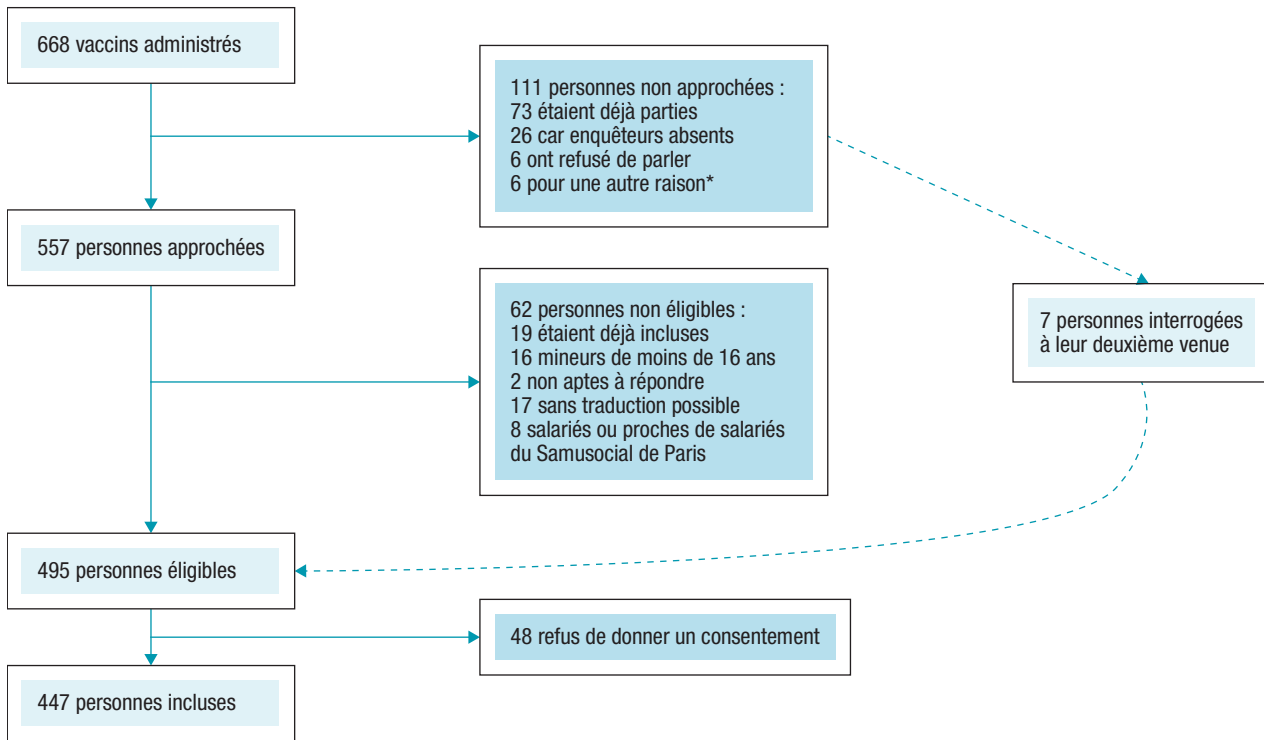 668 vaccins administrés
111 personnes non approchées :
73 étaient déjà parties
26 car enquêteurs absents
6 ont refusé de parler
6 pour une autre raison*
557 personnes approchées
62 personnes non éligibles :
19 étaient déjà incluses
16 mineurs de moins de 16 ans
2 non aptes à répondre
17 sans traduction possible
8 salariés ou proches de salariés
du Samusocial de Paris
7 personnes interrogées
à leur deuxième venue
495 personnes éligibles
48 refus de donner un consentement
447 personnes incluses